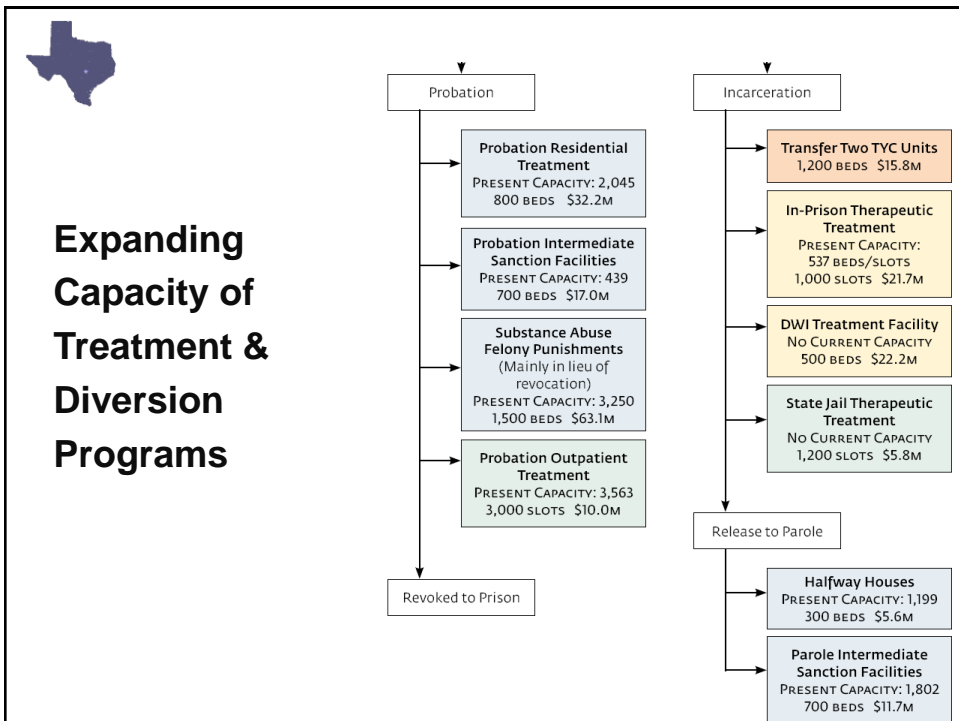 Expanding
Capacity of
Treatment &
Diversion
Programs
Probation
Probation Residential
Treatment
PRESENT CAPACITY: 2,045
800 BEDS $32.2M
Probation Intermediate
Sanction Facilities
PRESENT CAPACITY: 439
700 BEDS $17.0M
Substance Abuse
Felony Punishments
(Mainly in lieu of
revocation)
PRESENT CAPACITY: 3,250
1,500 BEDS $63.1M
Probation Outpatient
Treatment
PRESENT CAPACITY: 3,563
3,000 SLOTS $10.0M
Revoked to Prison
Incarceration
Transfer Two TYC Units
1,200 BEDS $15.8M
In-Prison Therapeutic
Treatment
PRESENT CAPACITY:
537 BEDS/SLOTS
1,000 SLOTS $21.7M
DWI Treatment Facility
NO CURRENT CAPACITY
500 BEDS $22.2M
State Jail Therapeutic
Treatment
NO CURRENT CAPACITY
1,200 SLOTS $5.8M
Release to Parole
Halfway Houses
PRESENT CAPACITY: 1,199
300 BEDS $5.6M
Parole Intermediate
Sanction Facilities
PRESENT CAPACITY: 1,802
700 BEDS $11.7M